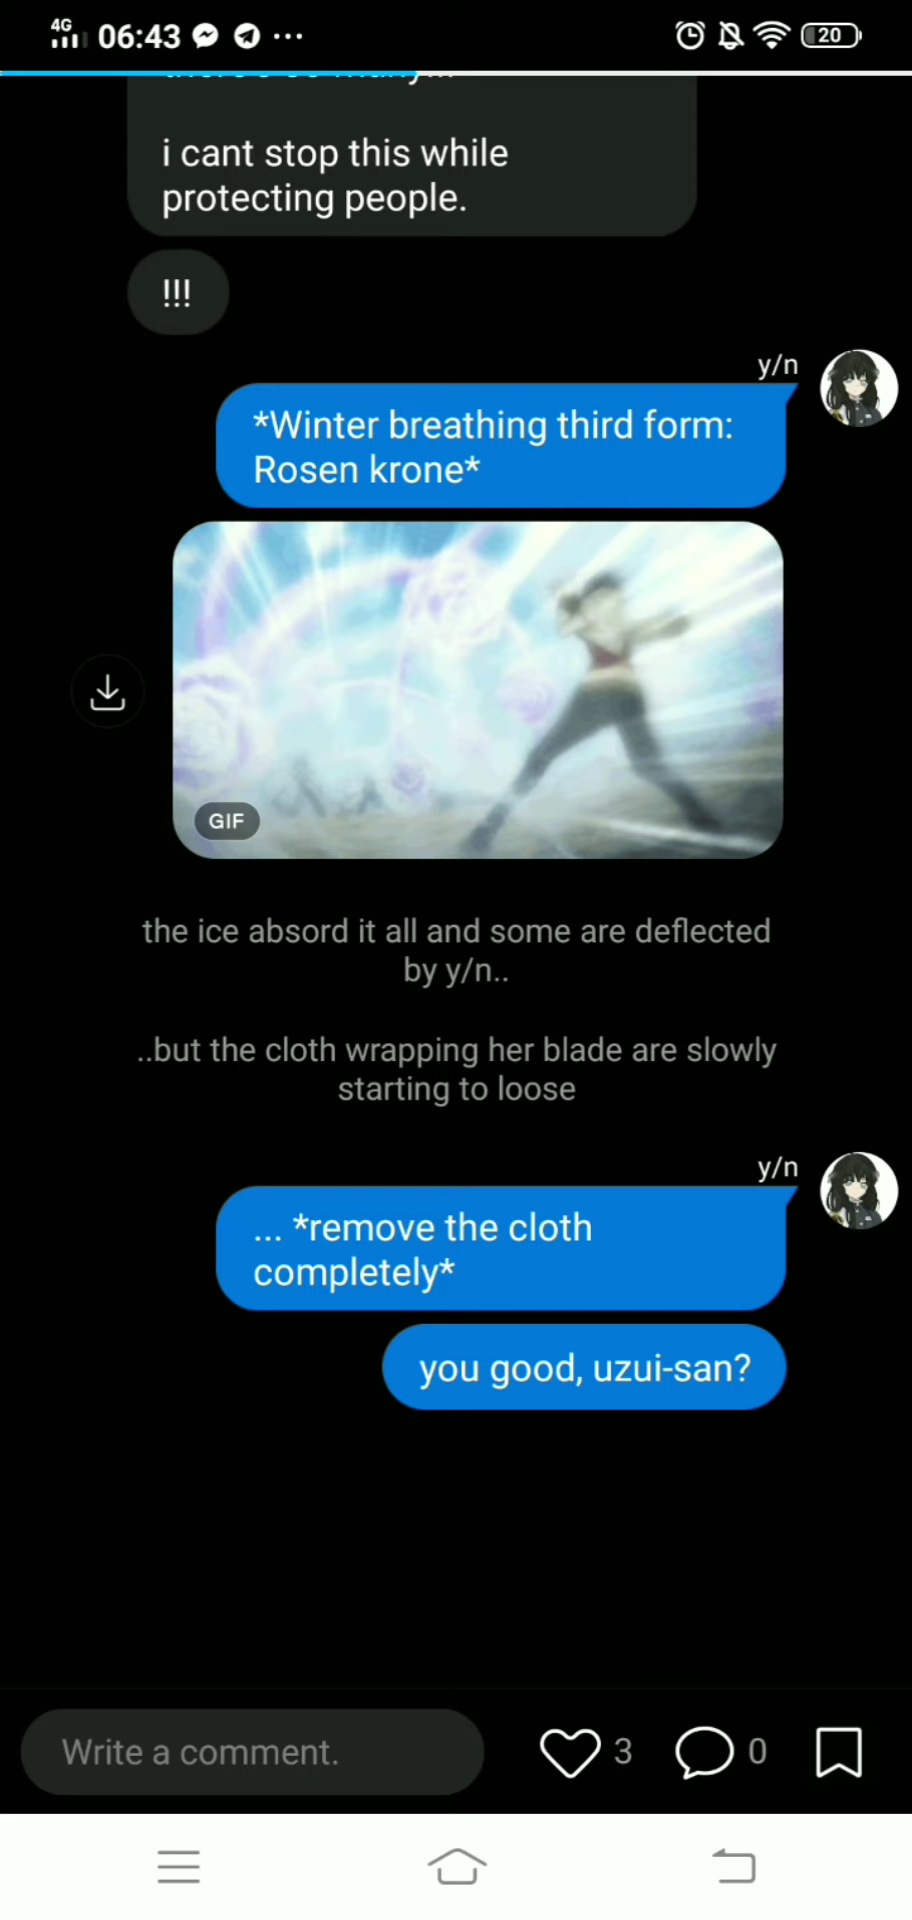 4G
06:43
20
i cant stop this while
protecting people.
!!!
y/n
*Winter breathing third form:
Rosen krone*
GIF
the ice absord it all and some are deflected
by y/n..
..but the cloth wrapping her blade are slowly
starting to loose
y/n
... *remove the cloth
completely*
you good, uzui-san?
Write a comment.
3
0